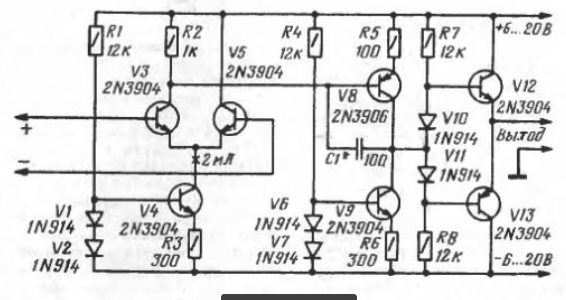 R1
12к
R2
1к
V5
2N3904
R4
12к
R5
100
R7
12к
+6...20В
V3
2N3904
V8
2N3906
V12
2N3904
+
V10
1N914
Выход
–
×2 мА
C1*
100
V11
1N914
V1
1N914
V4
2N3904
V6
1N914
V9
2N3904
V13
2N3904
V2
1N914
R3
300
V7
1N914
R6
300
R8
12к
–6...20В